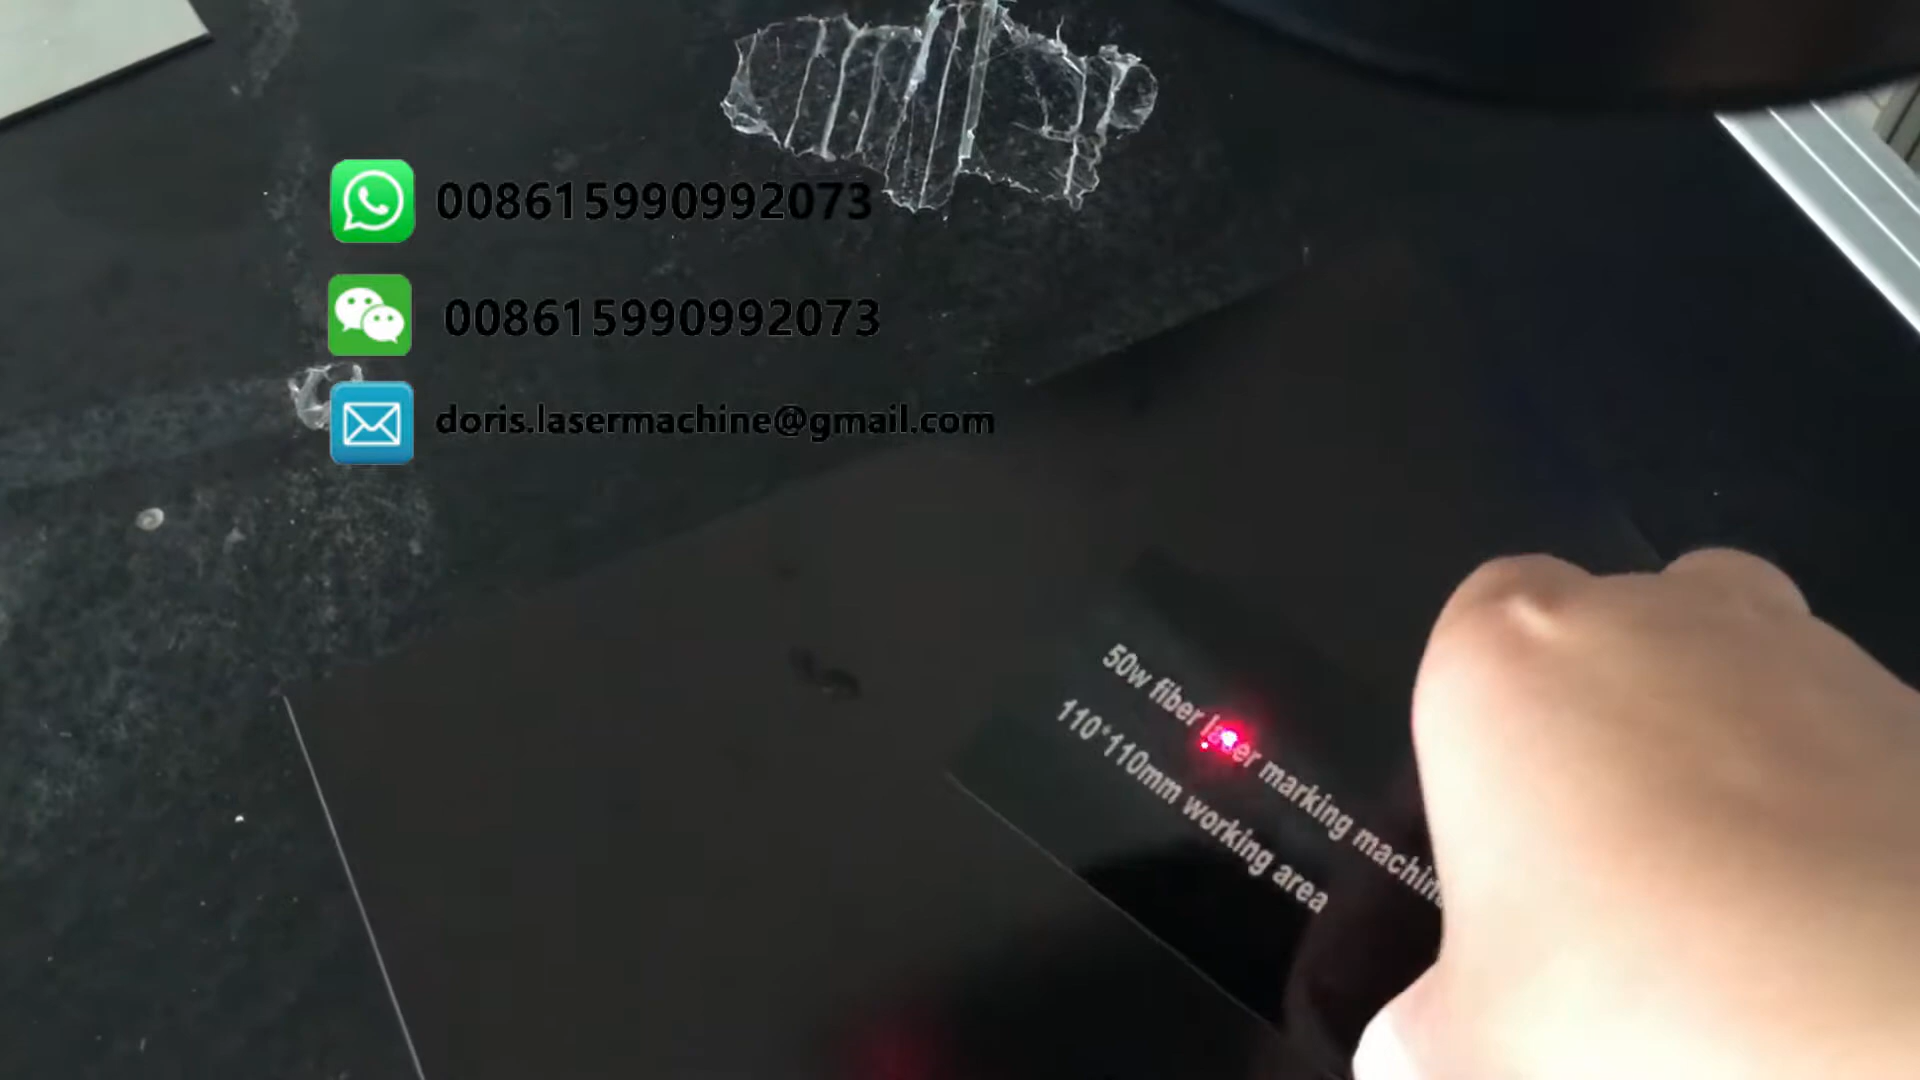 008615990992073
008615990992073
doris.lasermachine@gmail.com
50w fiber laser marking machine
110*110mm working area